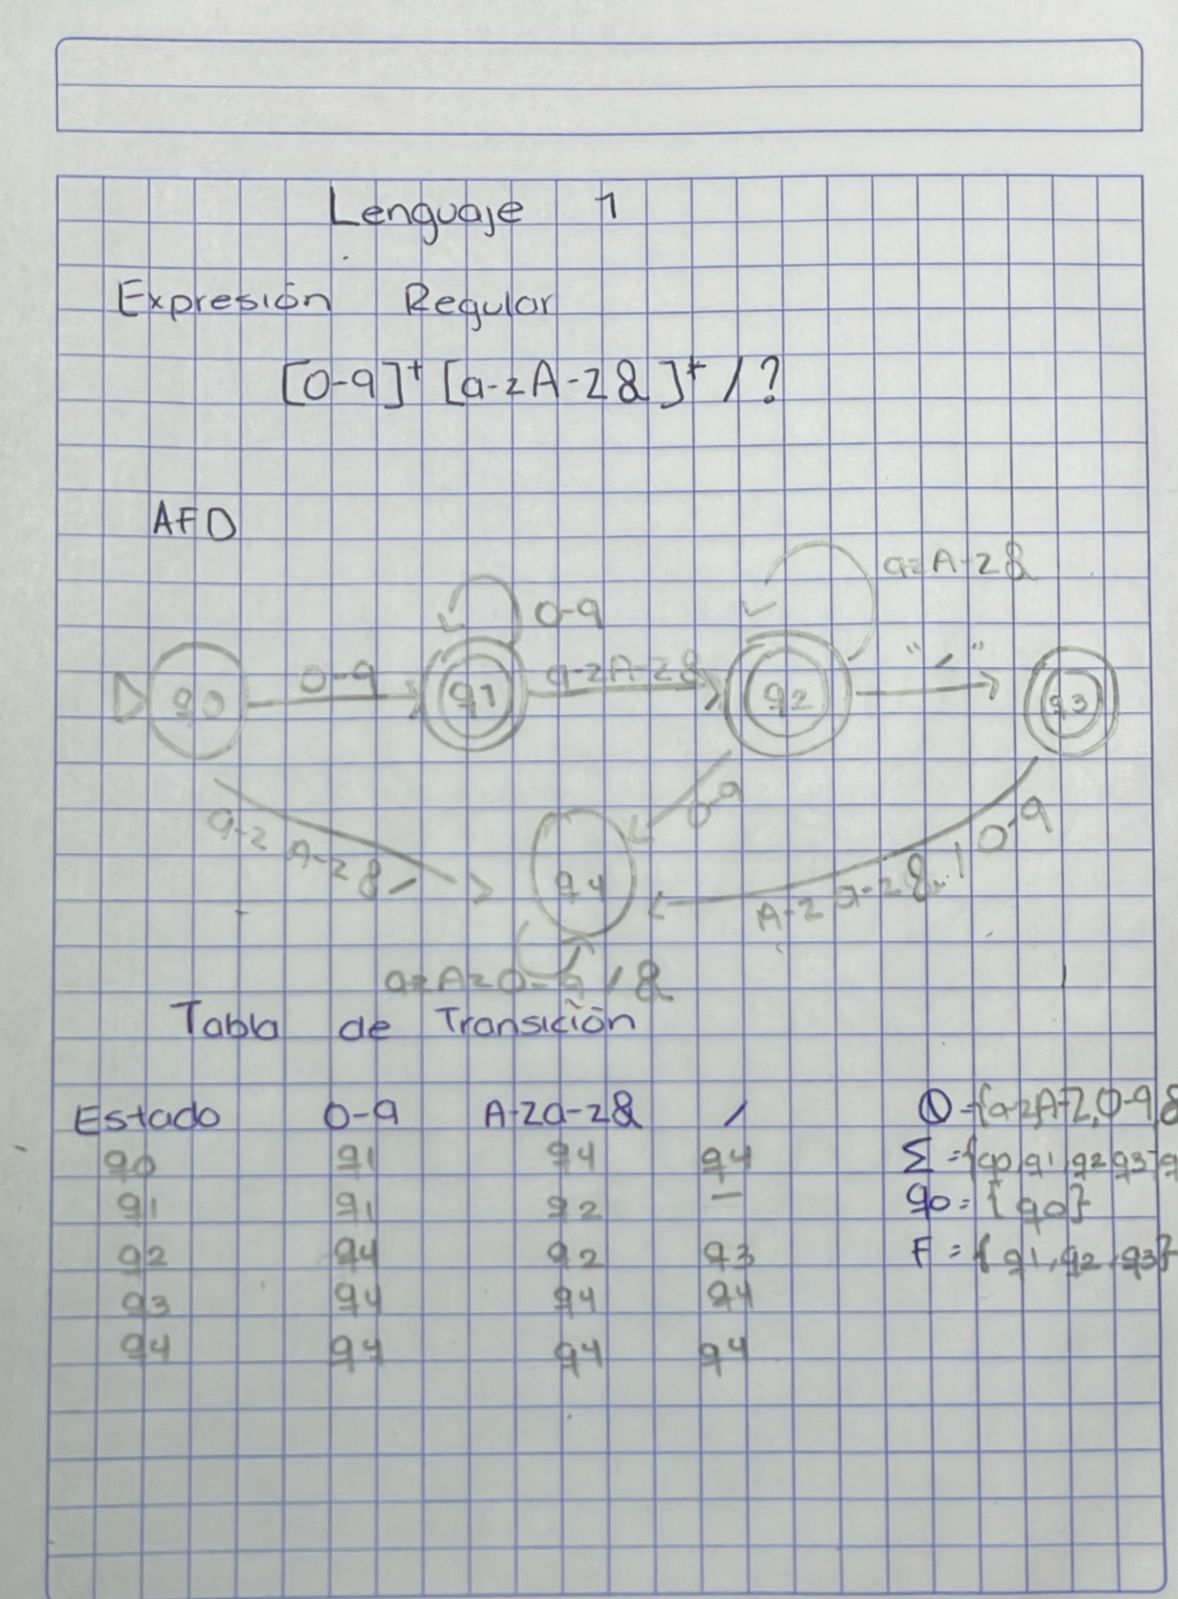 Lenguaje 1
Expresión Regular
[0-9]+ [a-zA-Z&]* /?
AFD
a-zA-Z&
0-9
"/"
q0 0-9 q1 a-zA-Z& q2 q3
0-9
a-z A-Z&/
q4
A-Z a-z&, / 0-9
a-zA-Z0-9 / &
Tabla de Transición
Estado 0-9 A-Za-z& / Q={a-zA-Z,0-9,&
q0 q1 q4 q4 Σ={q0,q1,q2 q3 q
q1 q1 q2 — q0={q0}
q2 q4 q2 q3 F={q1,q2,q3}
q3 q4 q4 q4
q4 q4 q4 q4